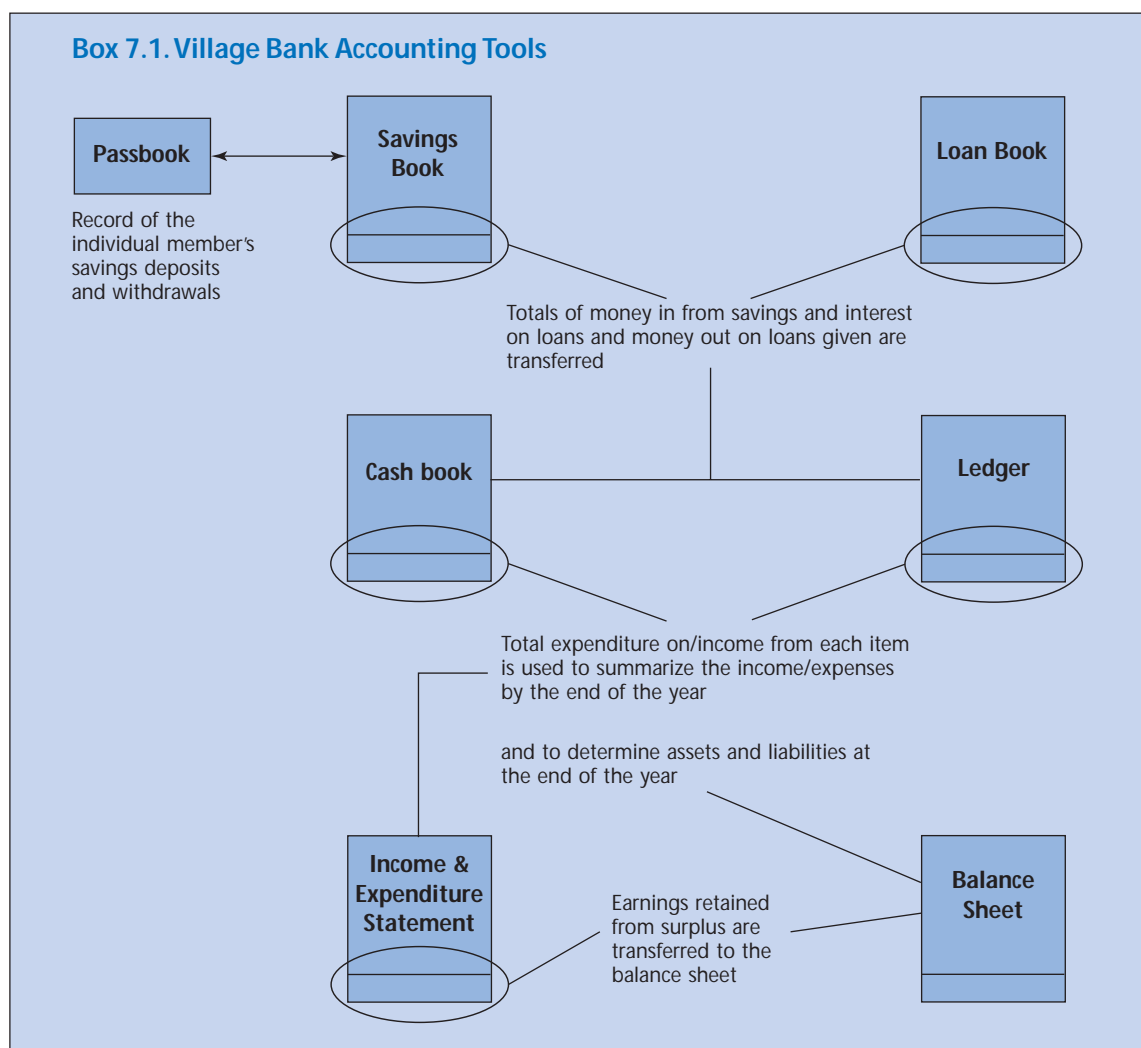 Box 7.1. Village Bank Accounting Tools
Passbook
Savings
Book
Loan Book
Record of the
individual member's
savings deposits
and withdrawals
Totals of money in from savings and interest
on loans and money out on loans given are
transferred
Cash book
Ledger
Total expenditure on/income from each item
is used to summarize the income/expenses
by the end of the year
and to determine assets and liabilities at
the end of the year
Income &
Expenditure
Statement
Earnings retained
from surplus are
transferred to the
balance sheet
Balance
Sheet